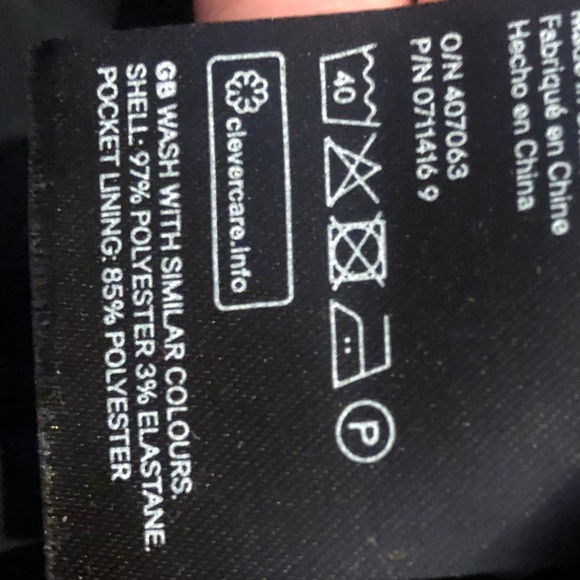 Fabriqué en Chine
Hecho en China
O/N 407063
P/N 0711416 9
40
P
clevercare.info
GB WASH WITH SIMILAR COLOURS.
SHELL: 97% POLYESTER 3% ELASTANE.
POCKET LINING: 85% POLYESTER